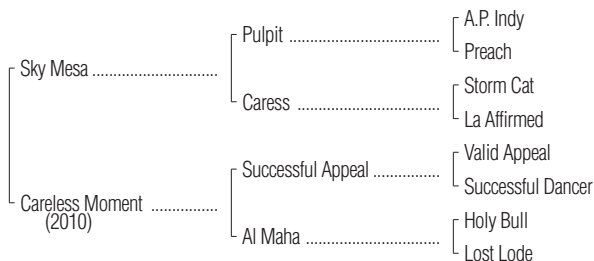 A.P. Indy
Pulpit ........................................
Preach
Sky Mesa .................................
Storm Cat
Caress ......................................
La Affirmed
Valid Appeal
Successful Appeal ..................
Successful Dancer
Careless Moment .................
(2010)
Holy Bull
Al Maha ....................................
Lost Lode